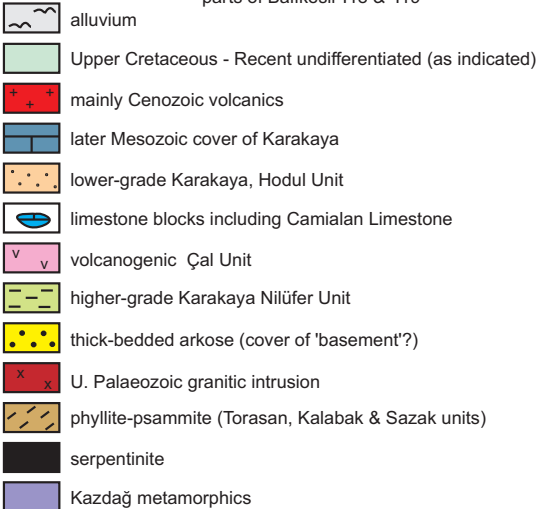 alluvium
Upper Cretaceous - Recent undifferentiated (as indicated)
mainly Cenozoic volcanics
later Mesozoic cover of Karakaya
lower-grade Karakaya, Hodul Unit
limestone blocks including Camialan Limestone
volcanogenic Çal Unit
higher-grade Karakaya Nilüfer Unit
thick-bedded arkose (cover of 'basement'?)
U. Palaeozoic granitic intrusion
phyllite-psammite (Torasan, Kalabak & Sazak units)
serpentinite
Kazdağ metamorphics